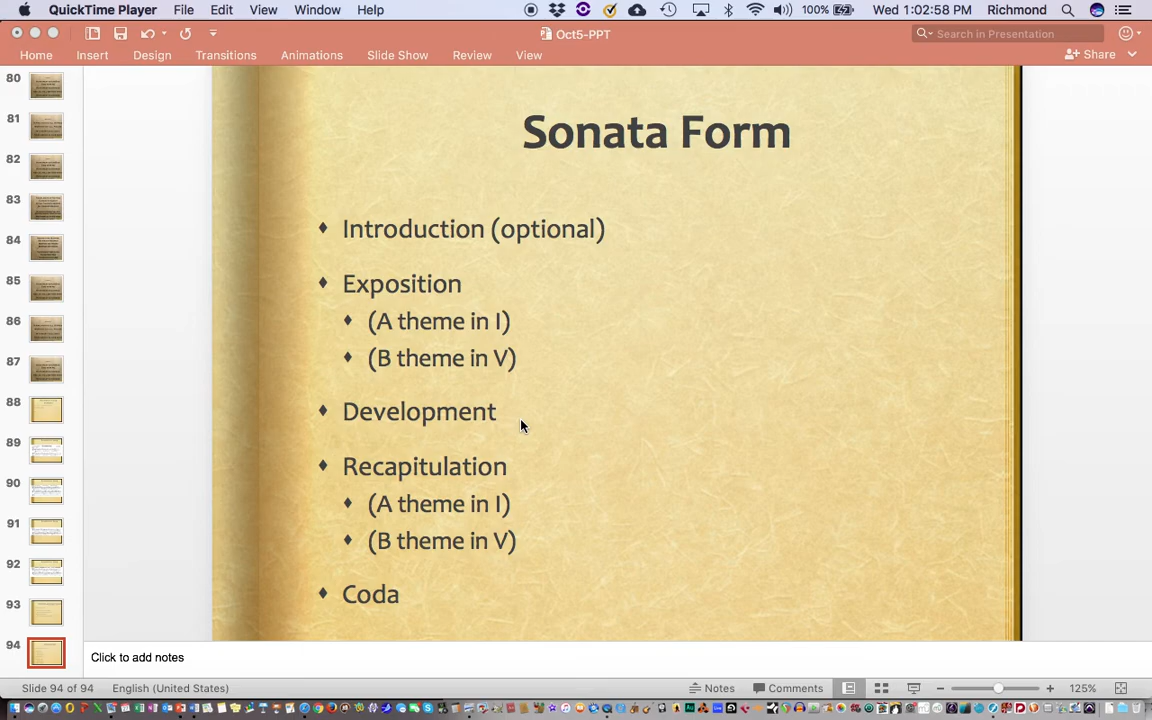 QuickTime Player File Edit View Window Help 100% Wed 1:02:58 PM Richmond
Oct5-PPT
Search in Presentation
Home Insert Design Transitions Animations Slide Show Review View
Share
80
81
82
83
84
85
86
87
88
89
90
91
92
93
94
Sonata Form
Introduction (optional)
Exposition
(A theme in I)
(B theme in V)
Development
Recapitulation
(A theme in I)
(B theme in V)
Coda
Click to add notes
Slide 94 of 94 English (United States) Notes Comments 125%